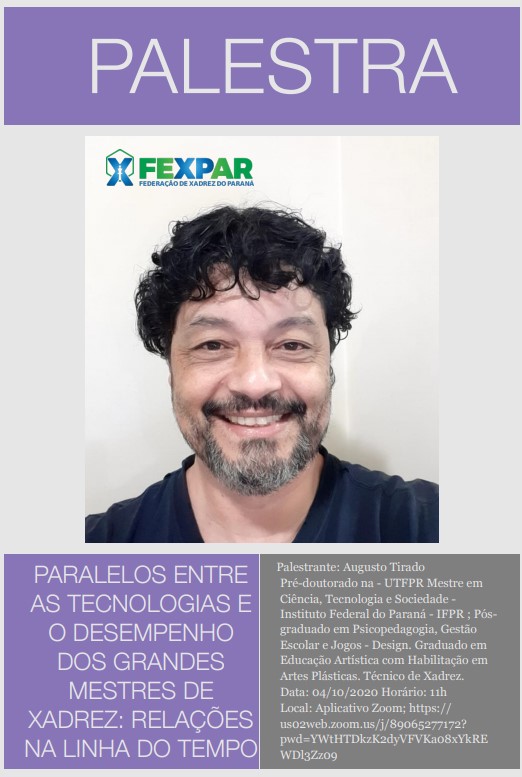 PALESTRA
FEXPAR
FEDERAÇÃO DE XADREZ DO PARANÁ
PARALELOS ENTRE
AS TECNOLOGIAS E
O DESEMPENHO
DOS GRANDES
MESTRES DE
XADREZ: RELAÇÕES
NA LINHA DO TEMPO
Palestrante: Augusto Tirado
Pré-doutorado na - UTFPR Mestre em
Ciência, Tecnologia e Sociedade -
Instituto Federal do Paraná - IFPR ; Pós-
graduado em Psicopedagogia, Gestão
Escolar e Jogos - Design. Graduado em
Educação Artística com Habilitação em
Artes Plásticas. Técnico de Xadrez.
Data: 04/10/2020 Horário: 11h
Local: Aplicativo Zoom; https://
us02web.zoom.us/j/89065277172?
pwd=YWtHTDkzK2dyVFVKa08xYkRE
WDl3Zz09